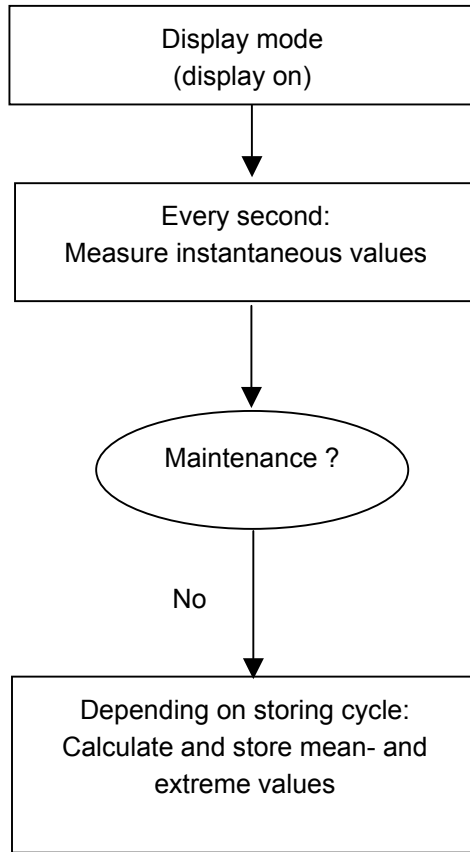 Display mode
(display on)
Every second:
Measure instantaneous values
Maintenance ?
No
Depending on storing cycle:
Calculate and store mean- and
extreme values